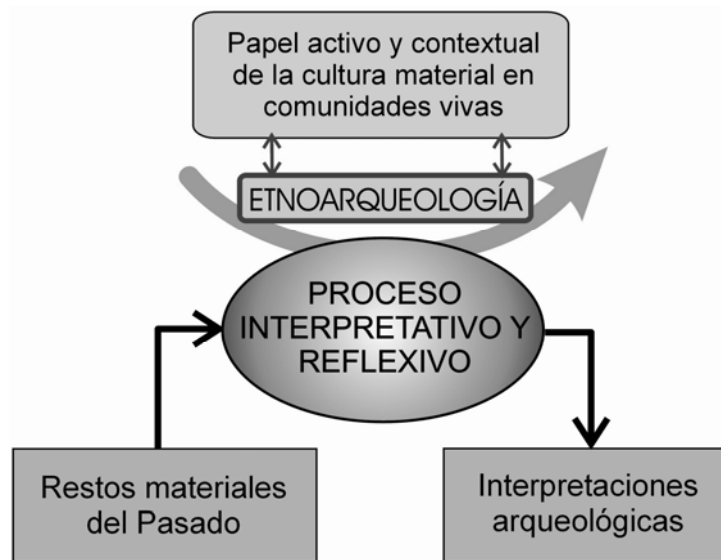 Papel activo y contextual
de la cultura material en
comunidades vivas
ETNOARQUEOLOGÍA
PROCESO
INTERPRETATIVO Y
REFLEXIVO
Restos materiales
del Pasado
Interpretaciones
arqueológicas